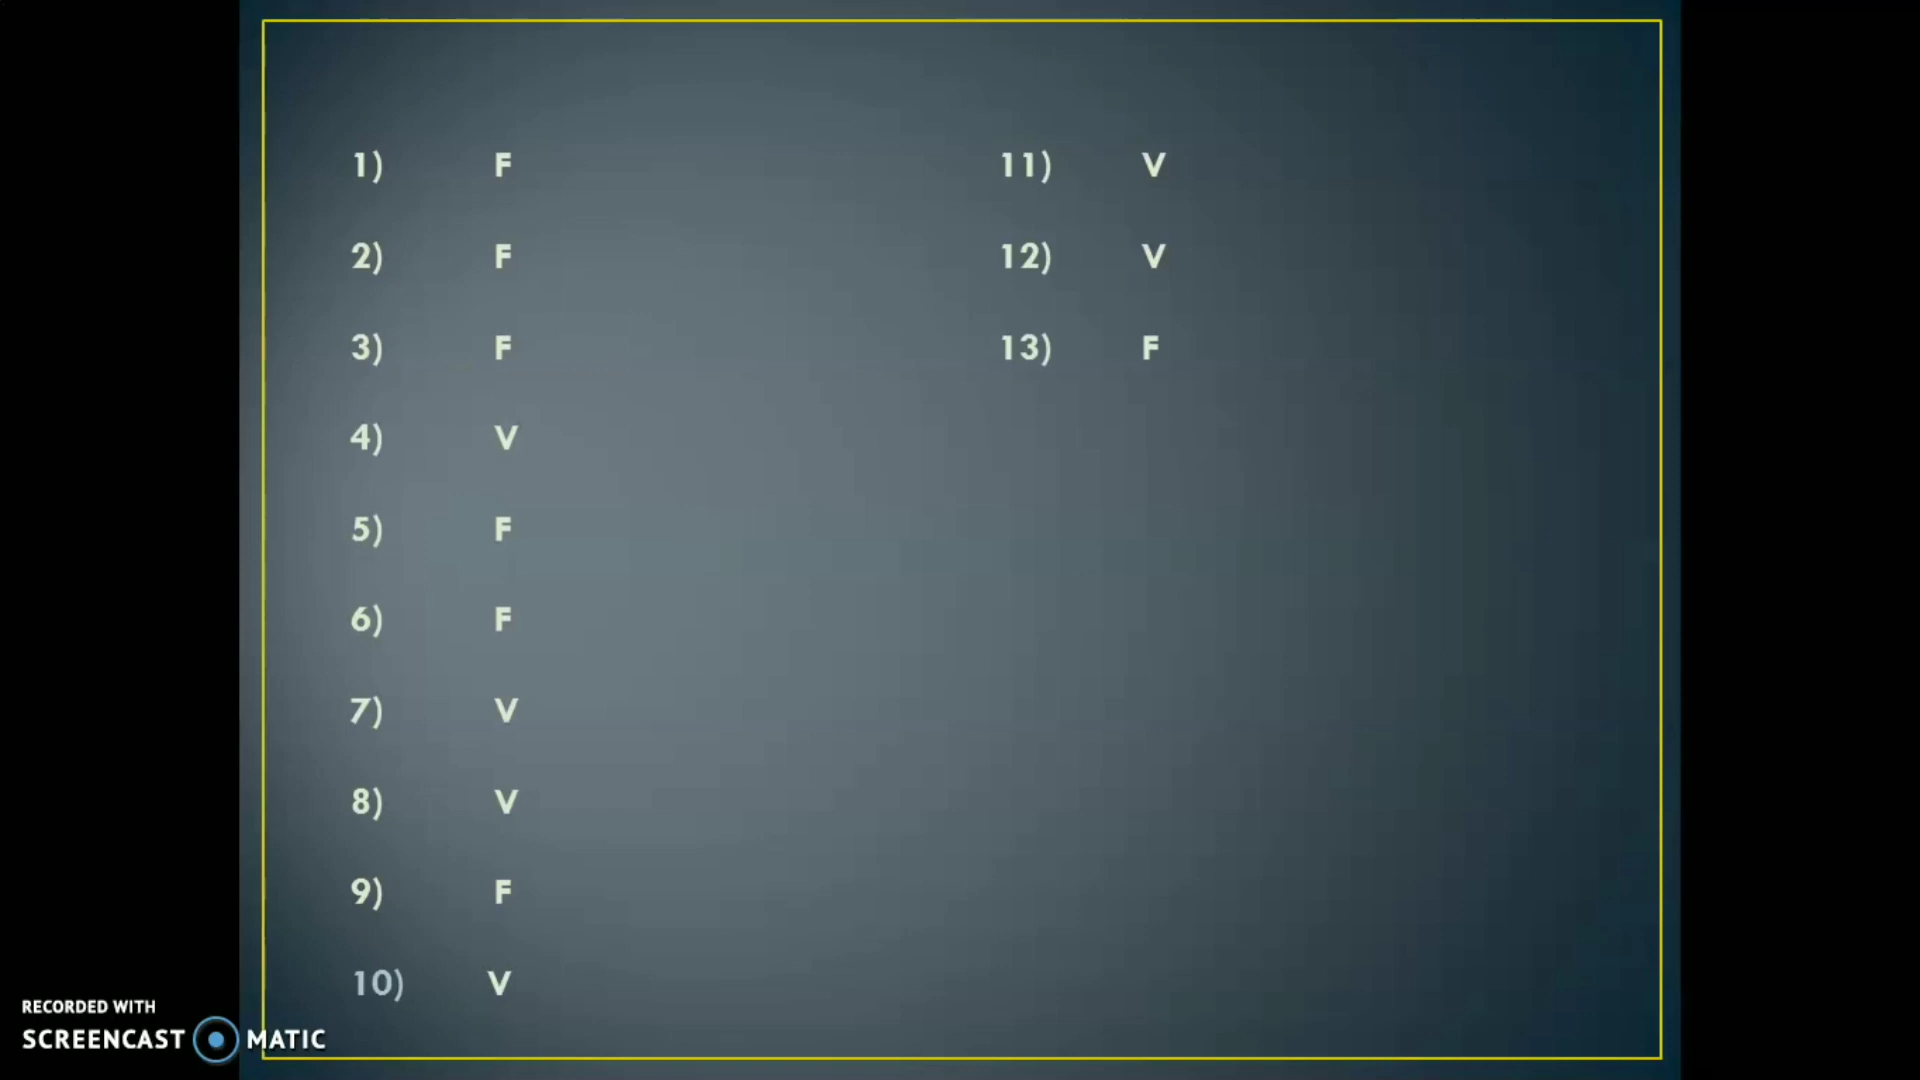 1) F
2) F
3) F
4) V
5) F
6) F
7) V
8) V
9) F
10) V
11) V
12) V
13) F
RECORDED WITH
SCREENCAST MATIC